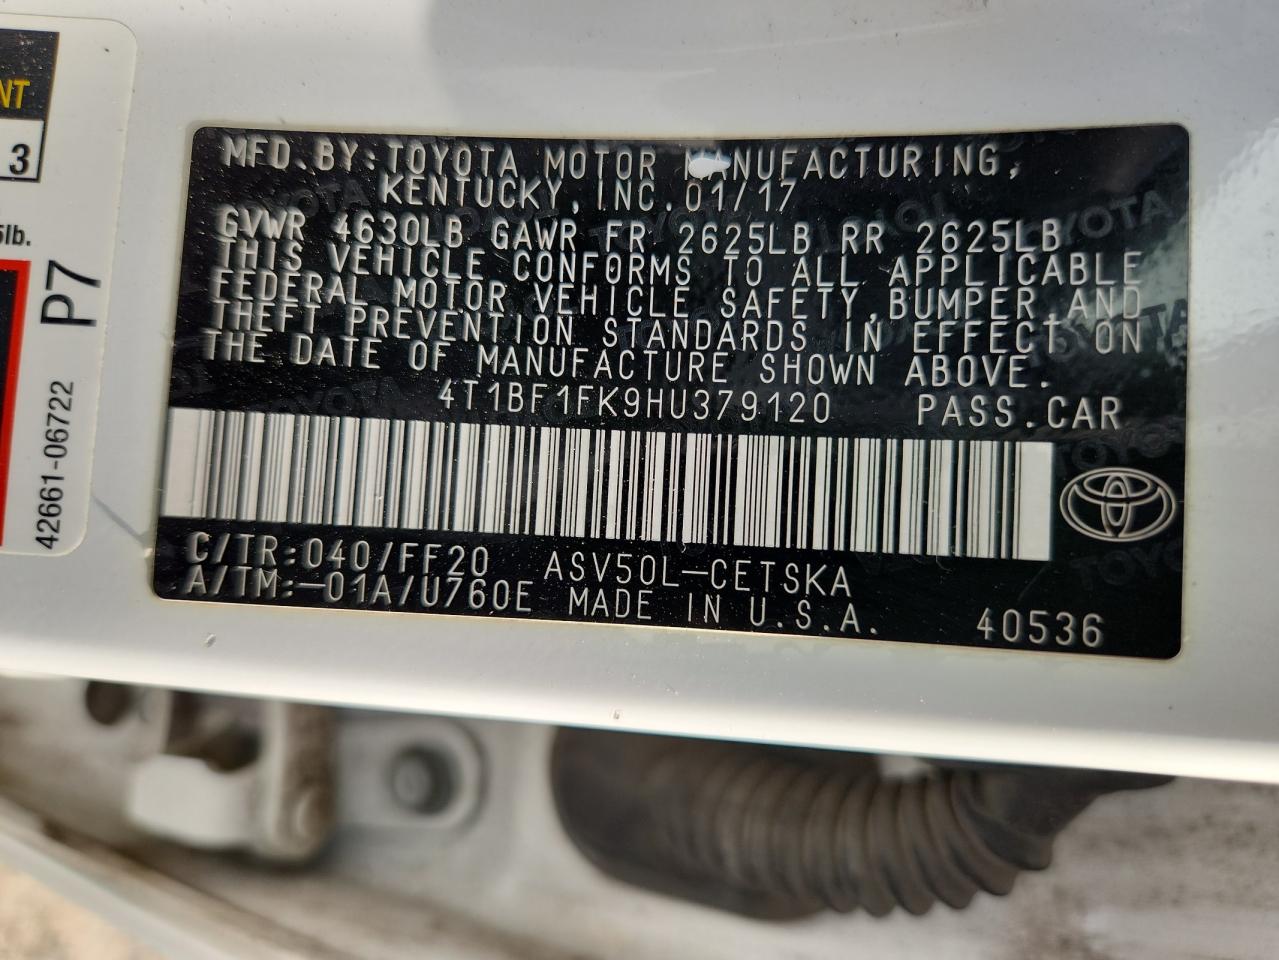 NT
3
5lb.
P7
42661-06722
MFD.BY:TOYOTA MOTOR MANUFACTURING,
KENTUCKY,INC.01/17
GVWR 4630LB GAWR FR 2625LB RR 2625LB
THIS VEHICLE CONFORMS TO ALL APPLICABLE
FEDERAL MOTOR VEHICLE SAFETY,BUMPER,AND
THEFT PREVENTION STANDARDS IN EFFECT ON
THE DATE OF MANUFACTURE SHOWN ABOVE.
4T1BF1FK9HU379120 PASS.CAR
C/TR:040/FF20 ASV50L-CETSKA
A/TM:-01A/U760E MADE IN U.S.A. 40536